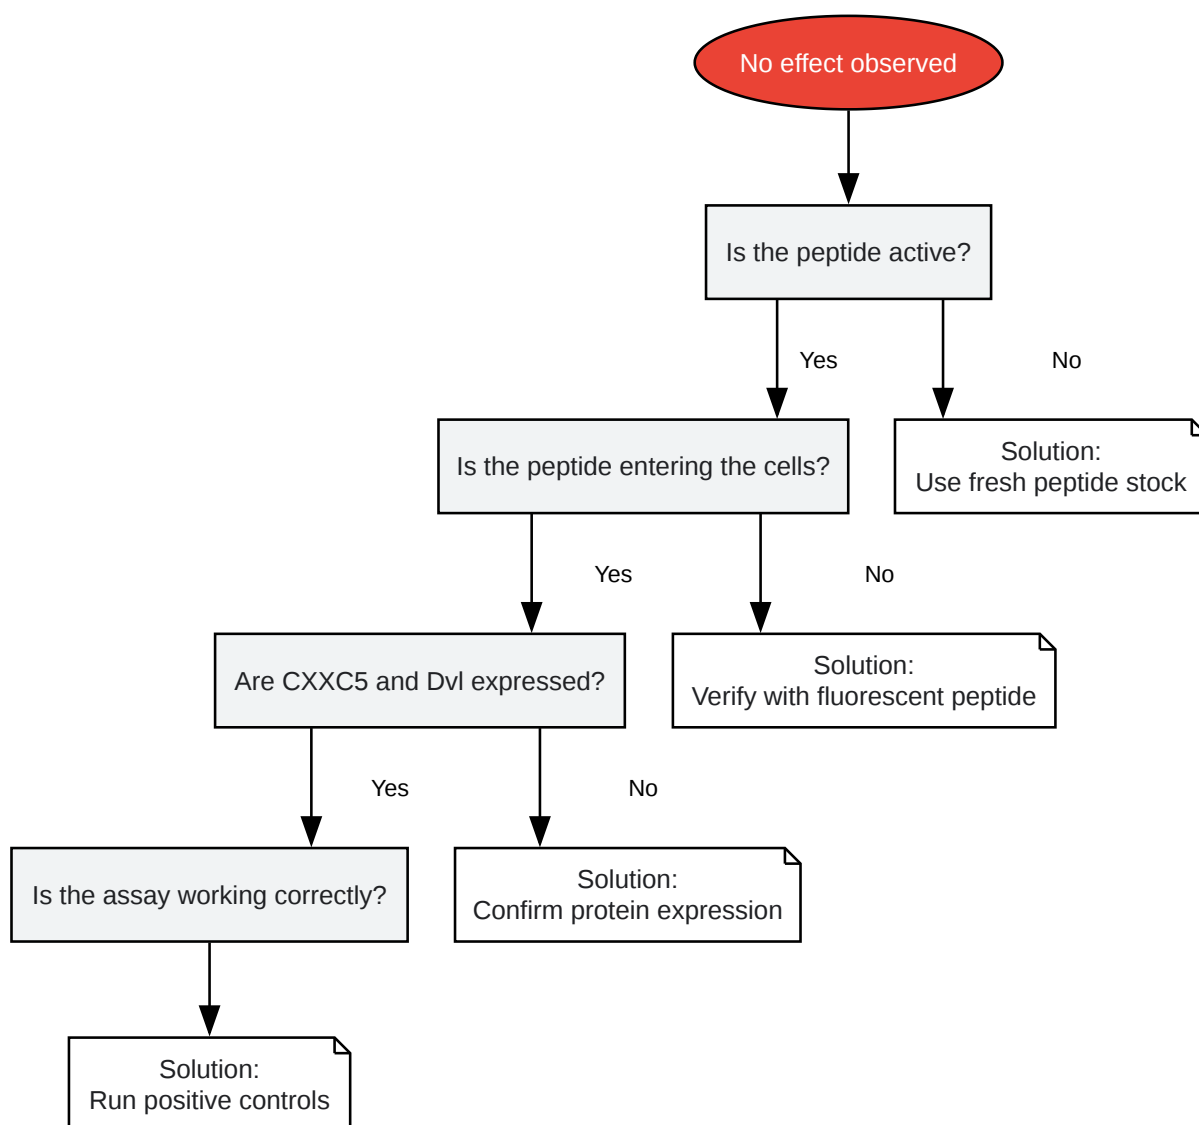 No effect observed
Is the peptide active?
Yes
No
Is the peptide entering the cells?
Solution:
Use fresh peptide stock
Yes
No
Are CXXC5 and Dvl expressed?
Solution:
Verify with fluorescent peptide
Yes
No
Is the assay working correctly?
Solution:
Confirm protein expression
Solution:
Run positive controls